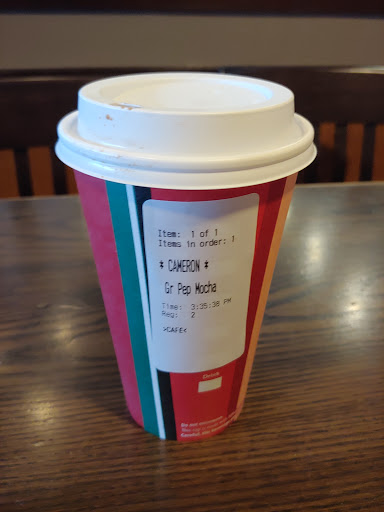 Item: 1 of 1
Items in order: 1
* CAMERON *
Gr Pep Mocha
Time: 3:35:38 PM
Reg: 2
>CAFE<
Drink